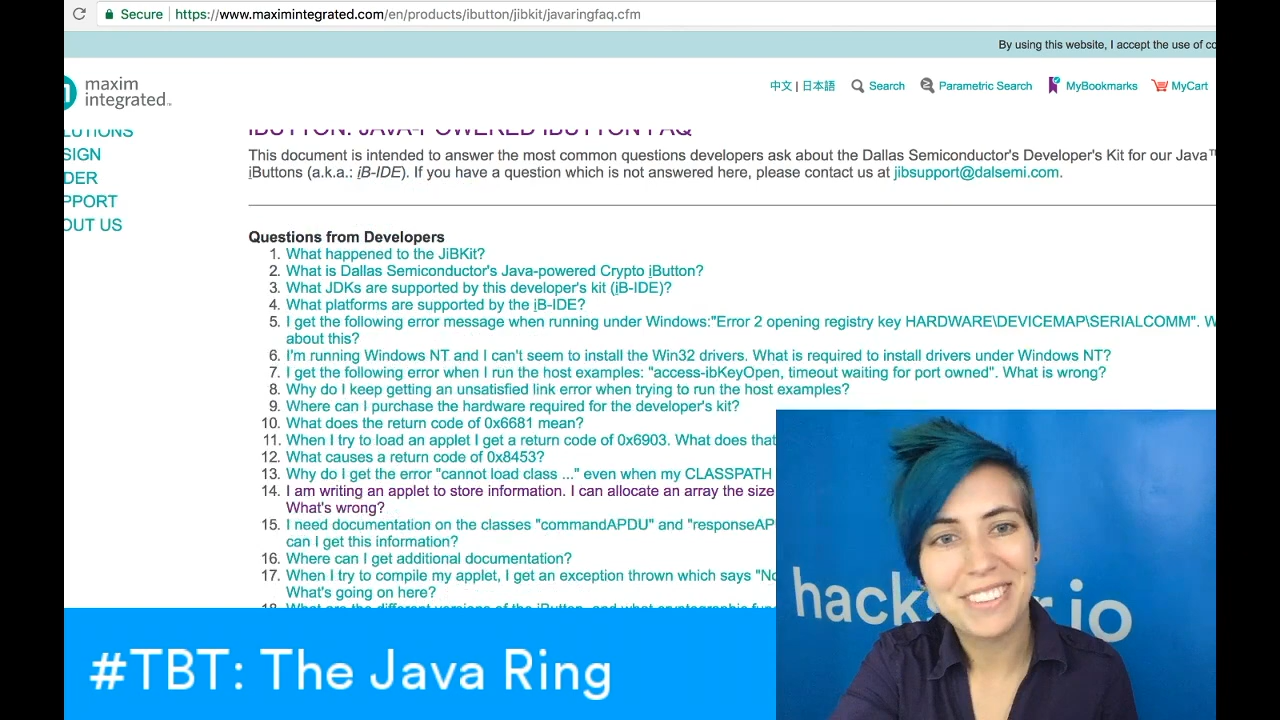 Secure | https://www.maximintegrated.com/en/products/ibutton/jibkit/javaringfaq.cfm
By using this website, I accept the use of co
maxim
integrated™
中文 | 日本語 Search Parametric Search MyBookmarks MyCart
LUTIONS
SIGN
DER
PPORT
OUT US
IBUTTON: JAVA-POWERED IBUTTON FAQ
This document is intended to answer the most common questions developers ask about the Dallas Semiconductor's Developer's Kit for our Java™
iButtons (a.k.a.: iB-IDE). If you have a question which is not answered here, please contact us at jibsupport@dalsemi.com.
Questions from Developers
1. What happened to the JiBKit?
2. What is Dallas Semiconductor's Java-powered Crypto iButton?
3. What JDKs are supported by this developer's kit (iB-IDE)?
4. What platforms are supported by the iB-IDE?
5. I get the following error message when running under Windows:"Error 2 opening registry key HARDWARE\DEVICEMAP\SERIALCOMM". W
about this?
6. I'm running Windows NT and I can't seem to install the Win32 drivers. What is required to install drivers under Windows NT?
7. I get the following error when I run the host examples: "access-ibKeyOpen, timeout waiting for port owned". What is wrong?
8. Why do I keep getting an unsatisfied link error when trying to run the host examples?
9. Where can I purchase the hardware required for the developer's kit?
10. What does the return code of 0x6681 mean?
11. When I try to load an applet I get a return code of 0x6903. What does that
12. What causes a return code of 0x8453?
13. Why do I get the error "cannot load class ..." even when my CLASSPATH
14. I am writing an applet to store information. I can allocate an array the size
What's wrong?
15. I need documentation on the classes "commandAPDU" and "responseAP
can I get this information?
16. Where can I get additional documentation?
17. When I try to compile my applet, I get an exception thrown which says "No
What's going on here?
18. What are the different versions of the iButton, and what cryptographic fun
hacks r.io
#TBT: The Java Ring